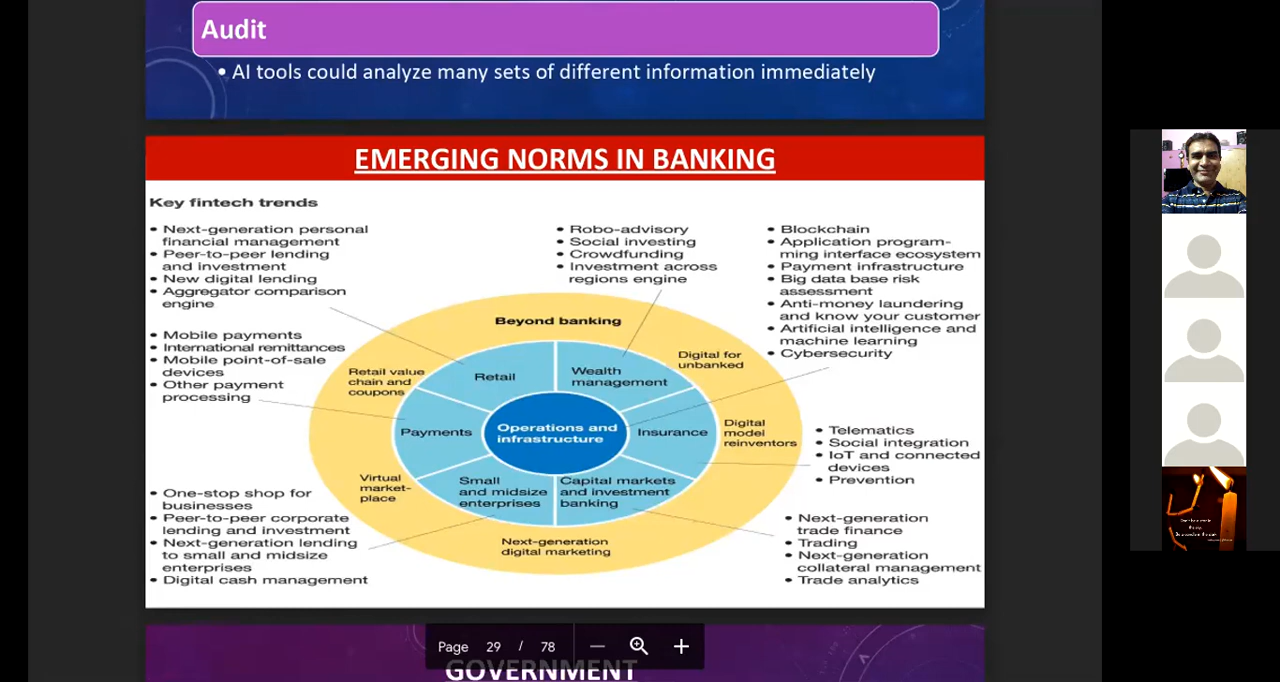 Audit
• AI tools could analyze many sets of different information immediately
EMERGING NORMS IN BANKING
Key fintech trends
• Next-generation personal
financial management
• Peer-to-peer lending
and investment
• New digital lending
• Aggregator comparison
engine
• Robo-advisory
• Social investing
• Crowdfunding
• Investment across
regions engine
• Blockchain
• Application program-
ming interface ecosystem
• Payment infrastructure
• Big data base risk
assessment
• Anti-money laundering
and know your customer
• Artificial intelligence and
machine learning
• Cybersecurity
• Mobile payments
• International remittances
• Mobile point-of-sale
devices
• Other payment
processing
Beyond banking
Retail value
chain and
coupons
Retail
Wealth
management
Digital for
unbanked
Payments
Operations and
infrastructure
Insurance
Digital
model
reinventors
Virtual
market-
place
Small
and midsize
enterprises
Capital markets
and investment
banking
Next-generation
digital marketing
• Telematics
• Social integration
• IoT and connected
devices
• Prevention
• One-stop shop for
businesses
• Peer-to-peer corporate
lending and investment
• Next-generation lending
to small and midsize
enterprises
• Digital cash management
• Next-generation
trade finance
• Trading
• Next-generation
collateral management
• Trade analytics
Page 29 / 78
GOVERNMENT